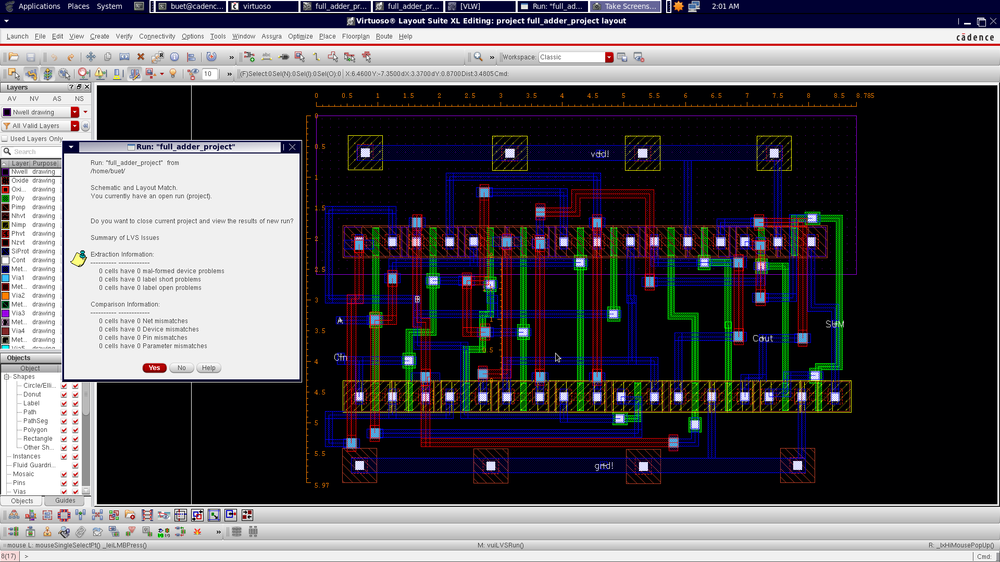 Applications Places System buet@cadenc... virtuoso full_adder_pr... full_adder_pr... [VLW] Run: "full_ad... Take Screens... 2:01 AM
Virtuoso® Layout Suite XL Editing: project full_adder_project layout
Launch File Edit View Create Verify Connectivity Options Tools Window Assura Optimize Place Floorplan Route Help cādence
Workspace: Classic
10 (F)Select:0 Sel(N):0 Sel(I):0 Sel(O):0 X:6.4600 Y:-7.3500 dX:3.3700 dY:0.8700 Dist:3.4805 Cmd:
Layers
AV NV AS NS
Nwell drawing
All Valid Layers
Used Layers Only
Search
Layer Purpose
Nwell drawing
Oxide drawing
Oxi... drawing
Poly drawing
Pimp drawing
Nhvt drawing
Nimp drawing
Phvt drawing
Nzvt drawing
SiProt drawing
Cont drawing
Met... drawing
Via1 drawing
Met... drawing
Via2 drawing
Met... drawing
Via3 drawing
Met... drawing
Via4 drawing
Met... drawing
Via5 drawing
Objects
Object
Shapes
Circle/Elli...
Donut
Label
Path
PathSeg
Polygon
Rectangle
Other Sh...
Instances
Fluid Guardri...
Mosaic
Pins
Vias
Objects Guides
Run: "full_adder_project"
Run: "full_adder_project" from
/home/buet/
Schematic and Layout Match.
You currently have an open run (project).
Do you want to close current project and view the results of new run?
Summary of LVS Issues
Extraction Information:
---------- ------------
0 cells have 0 mal-formed device problems
0 cells have 0 label short problems
0 cells have 0 label open problems
Comparison Information:
---------- ------------
0 cells have 0 Net mismatches
0 cells have 0 Device mismatches
0 cells have 0 Pin mismatches
0 cells have 0 Parameter mismatches
Yes No Help
0 0.5 1 1.5 2 2.5 3 3.5 4 4.5 5 5.5 6 6.5 7 7.5 8 8.5 8.785
0
0.5
1
1.5
2
2.5
3
3.5
4
4.5
5
5.5
5.97
vdd!
B
A
Cin
SUM
Cout
gnd!
mouse L: mouseSingleSelectPt() _leiLMBPress() M: vuiLVSRun() R: _lxHiMousePopUp()
8(17) > Cmd: